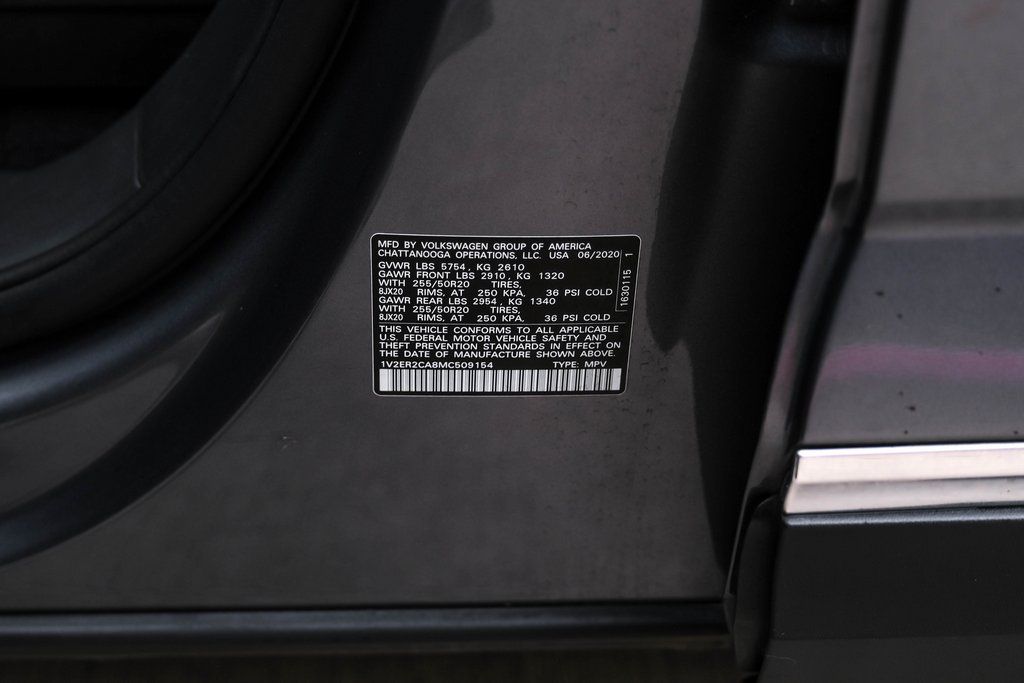 MFD BY VOLKSWAGEN GROUP OF AMERICA
CHATTANOOGA OPERATIONS, LLC. USA 06/2020
GVWR LBS 5754, KG 2610
GAWR FRONT LBS 2910, KG 1320
WITH 255/50R20 TIRES,
8JX20 RIMS, AT 250 KPA, 36 PSI COLD
GAWR REAR LBS 2954, KG 1340
WITH 255/50R20 TIRES,
8JX20 RIMS, AT 250 KPA, 36 PSI COLD
THIS VEHICLE CONFORMS TO ALL APPLICABLE
U.S. FEDERAL MOTOR VEHICLE SAFETY AND
THEFT PREVENTION STANDARDS IN EFFECT ON
THE DATE OF MANUFACTURE SHOWN ABOVE.
1V2ER2CA8MC509154 TYPE: MPV
1630115 1